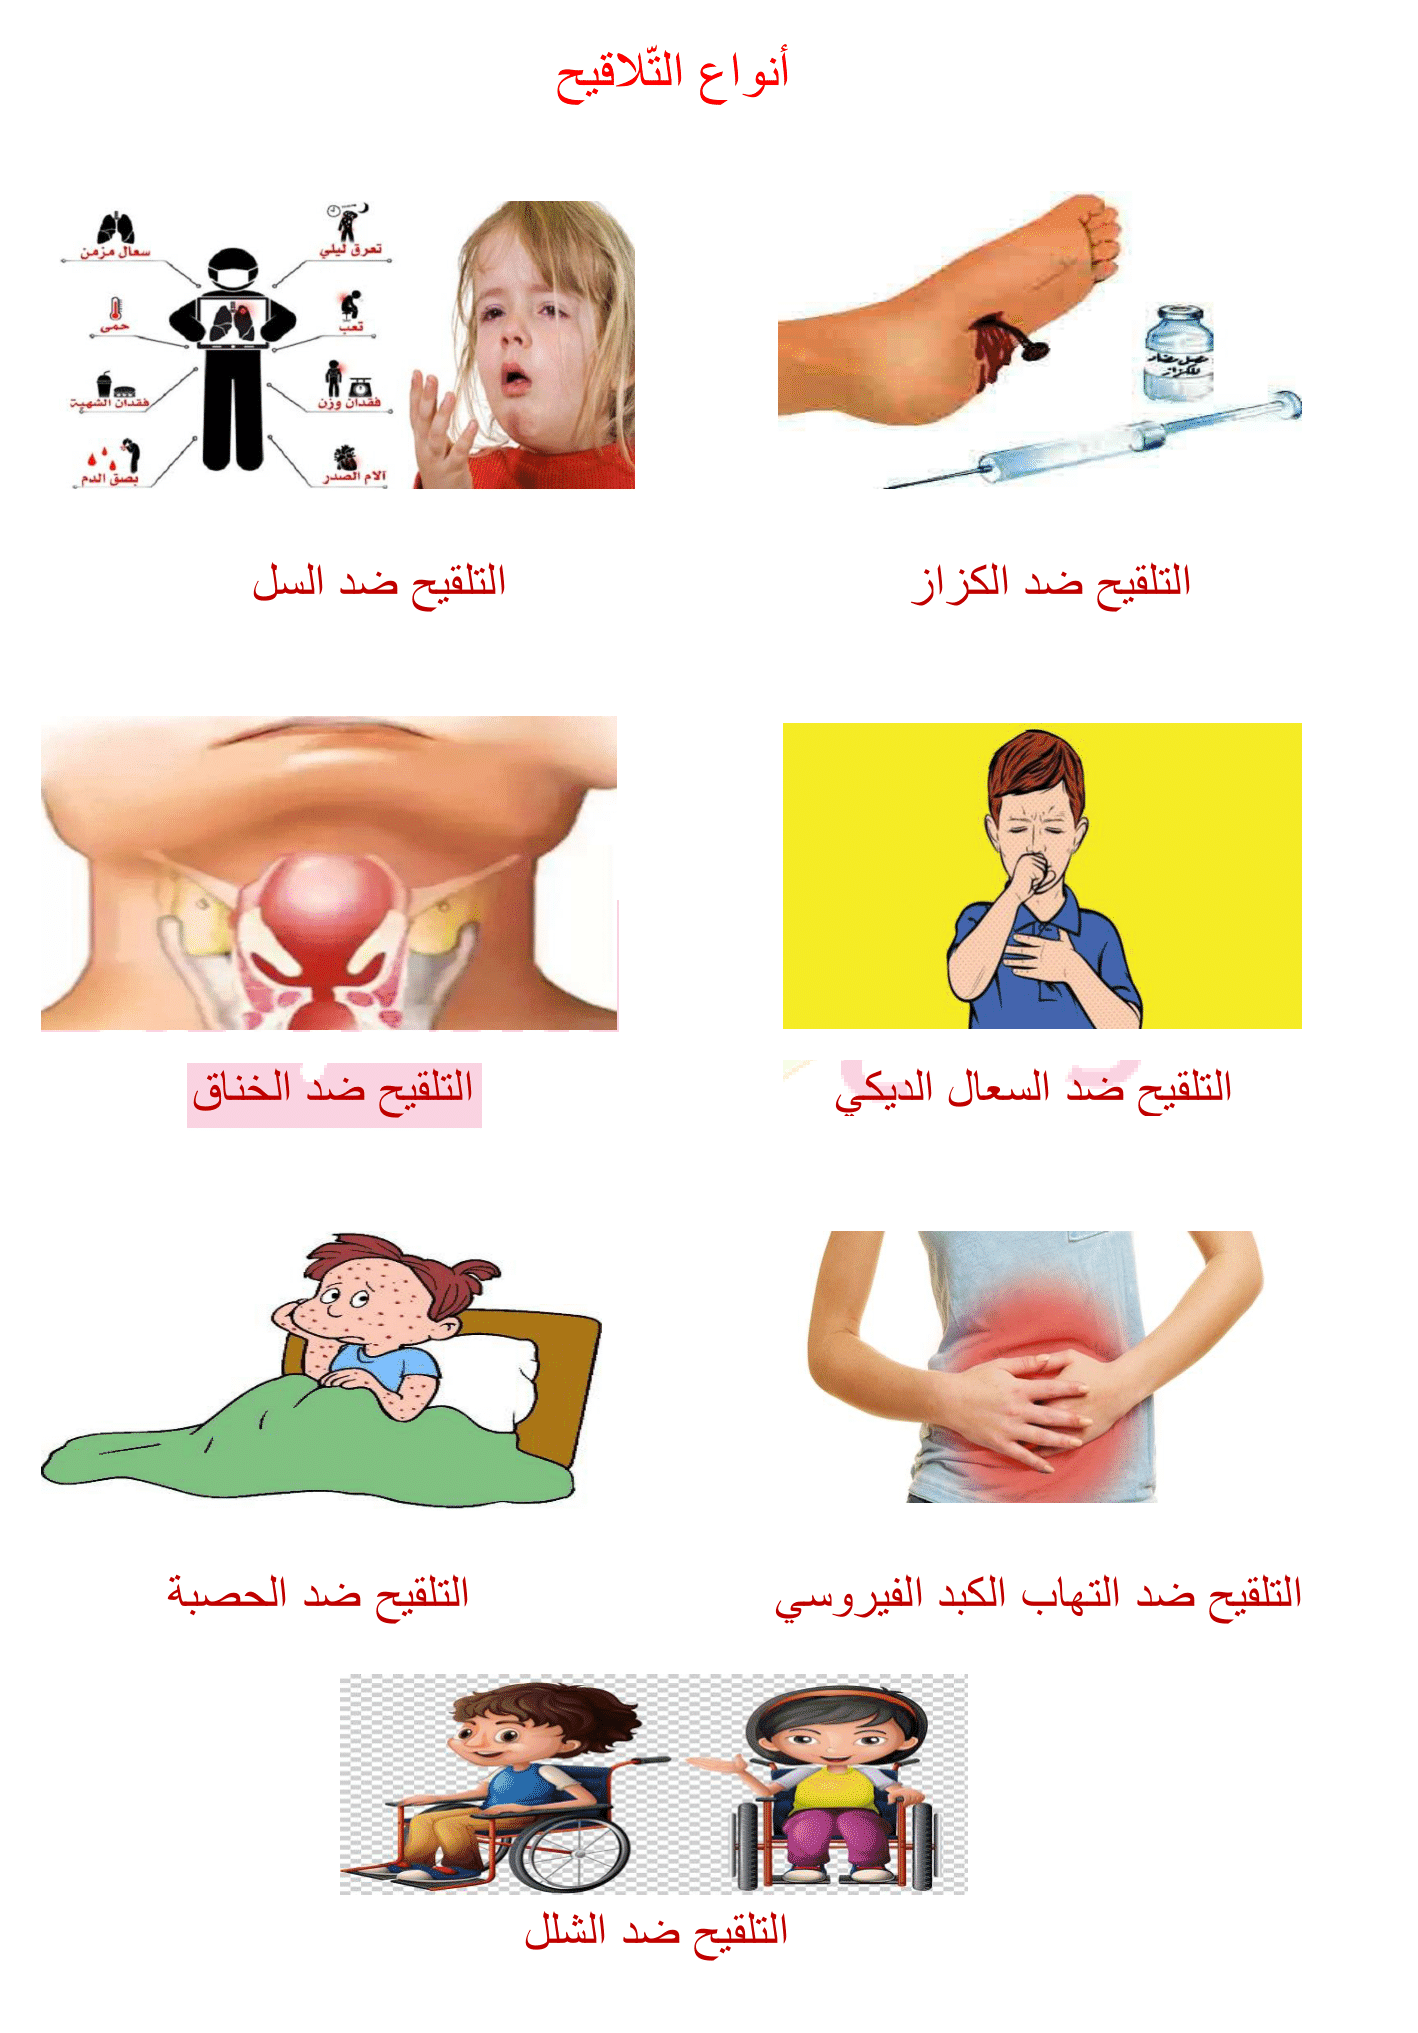 أنواع التّلاقيح
مصل مضاد
للكزاز
تعرق ليلي
سعال مزمن
تعب
حمى
فقدان وزن
فقدان الشهية
آلام الصدر
بصق الدم
التلقيح ضد الكزاز
التلقيح ضد السل
التلقيح ضد السعال الديكي
التلقيح ضد الخناق
التلقيح ضد التهاب الكبد الفيروسي
التلقيح ضد الحصبة
التلقيح ضد الشلل